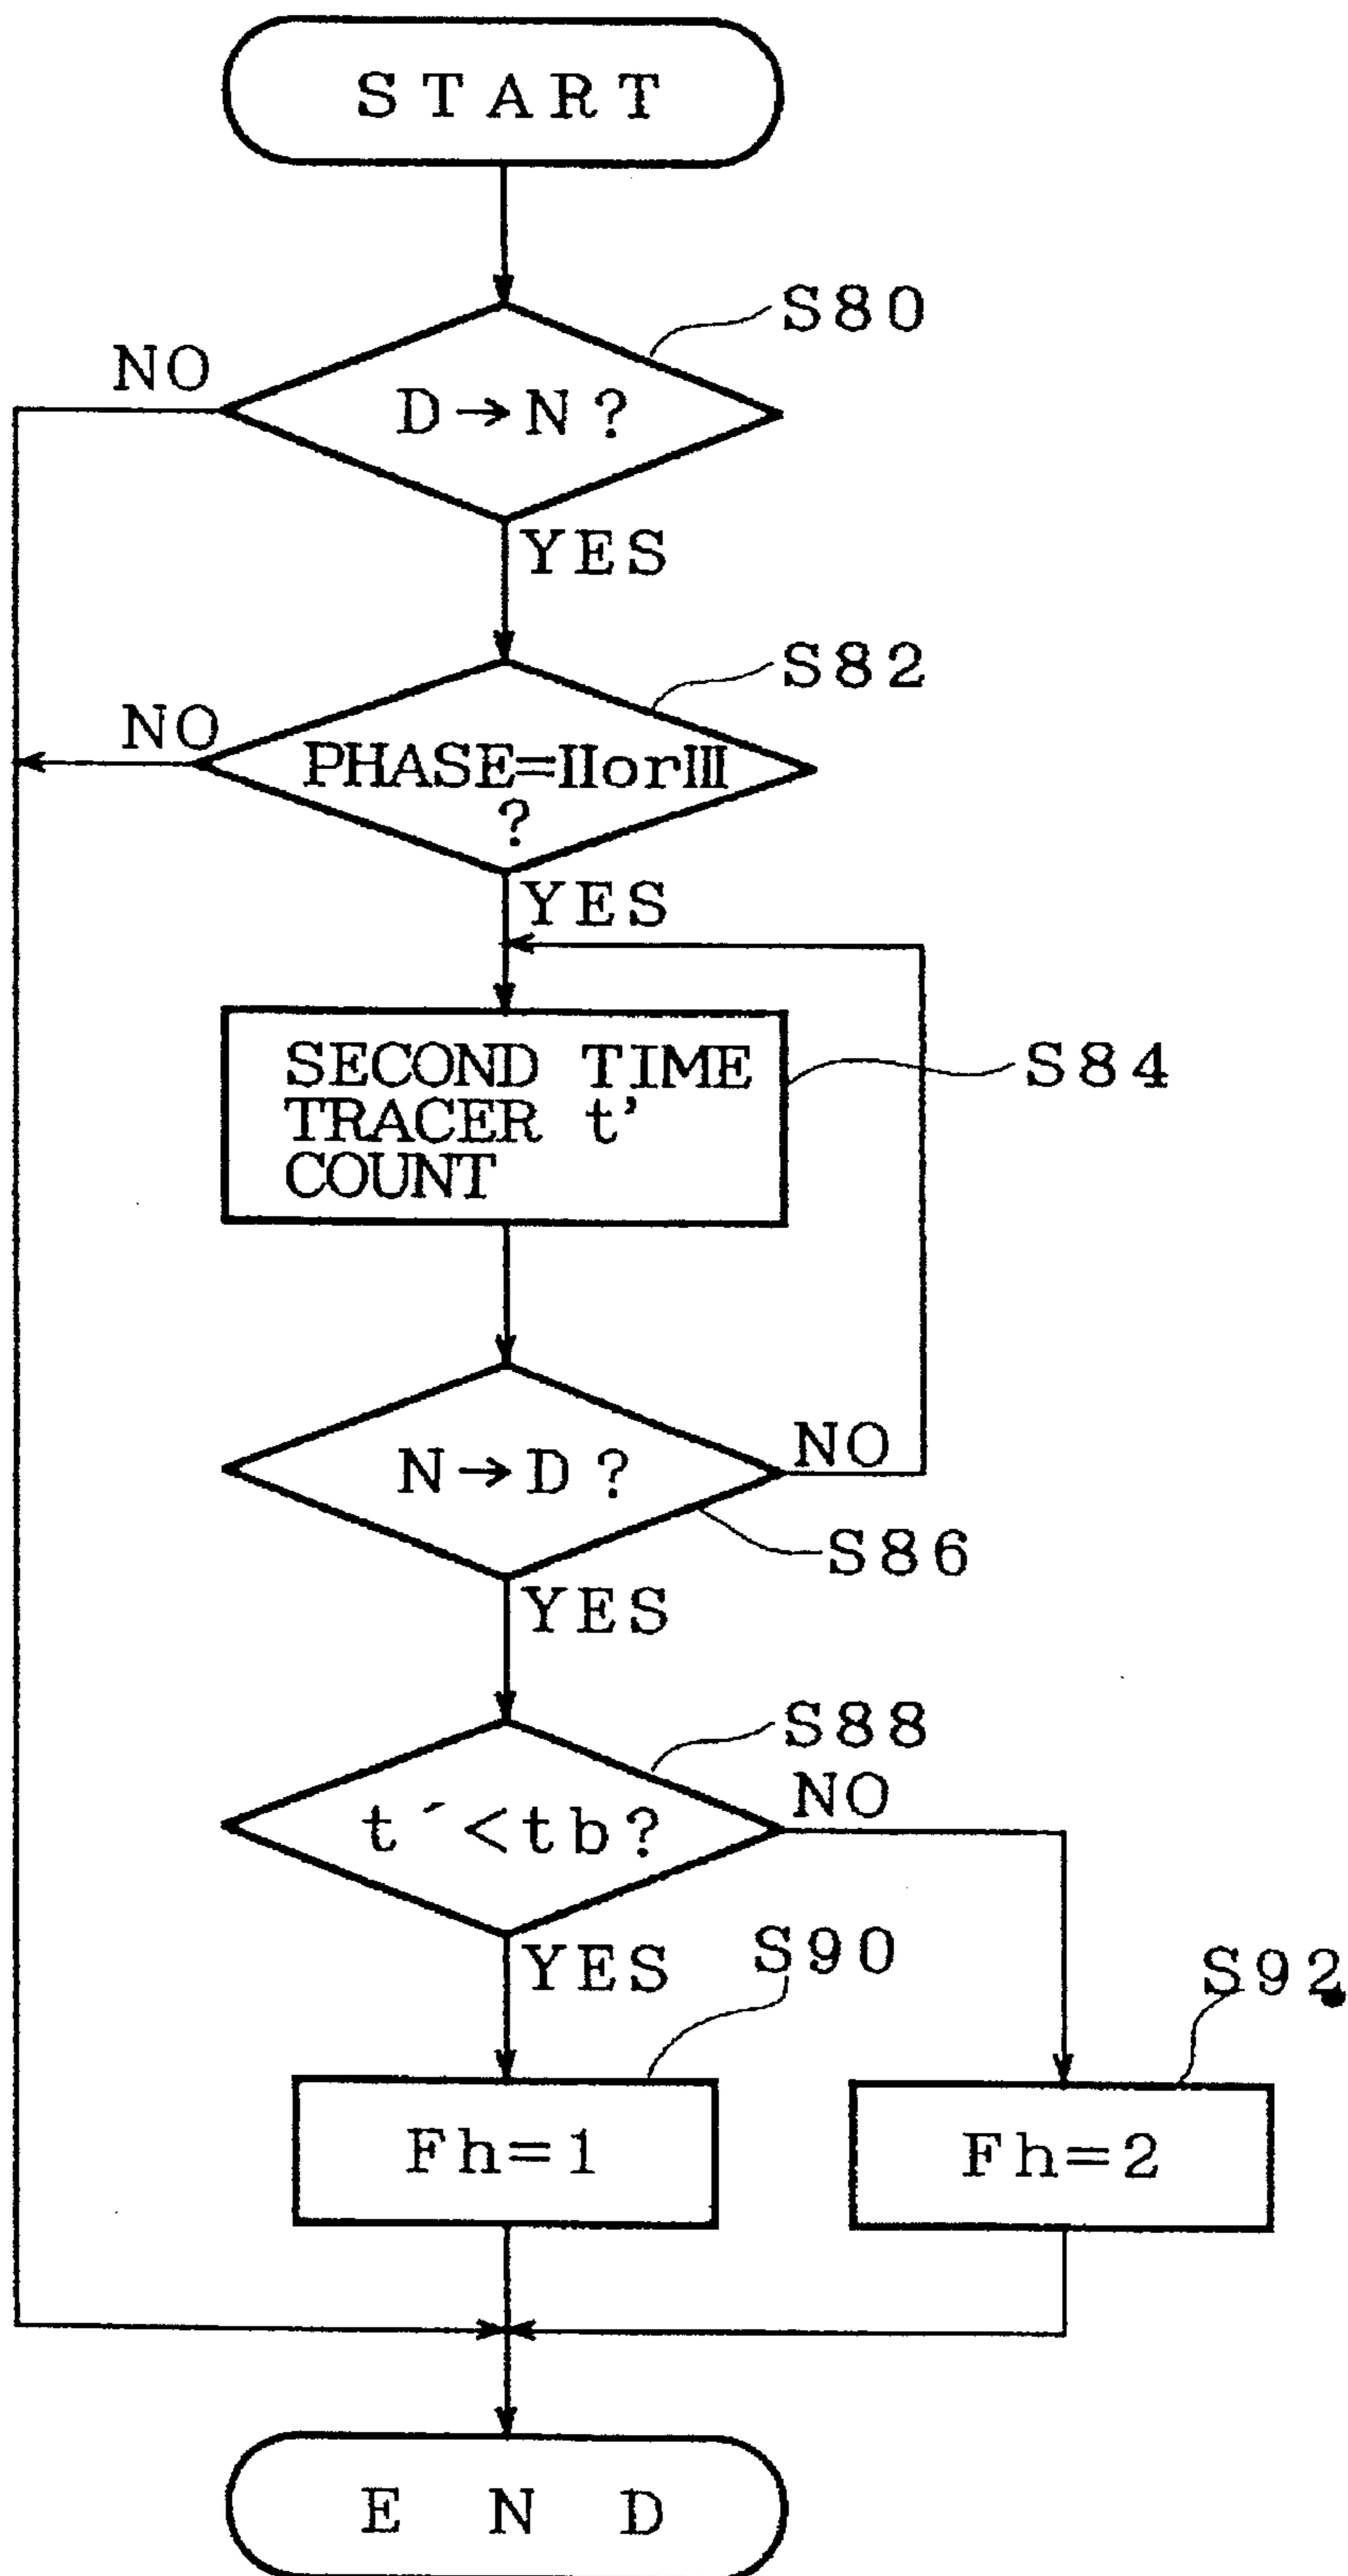 START
S80
NO
D→N?
YES
S82
NO
PHASE=IIorIII
?
YES
SECOND TIME
TRACER t'
COUNT
S84
N→D?
NO
S86
YES
S88
NO
t´<tb?
YES
S90
S92
Fh=1
Fh=2
END